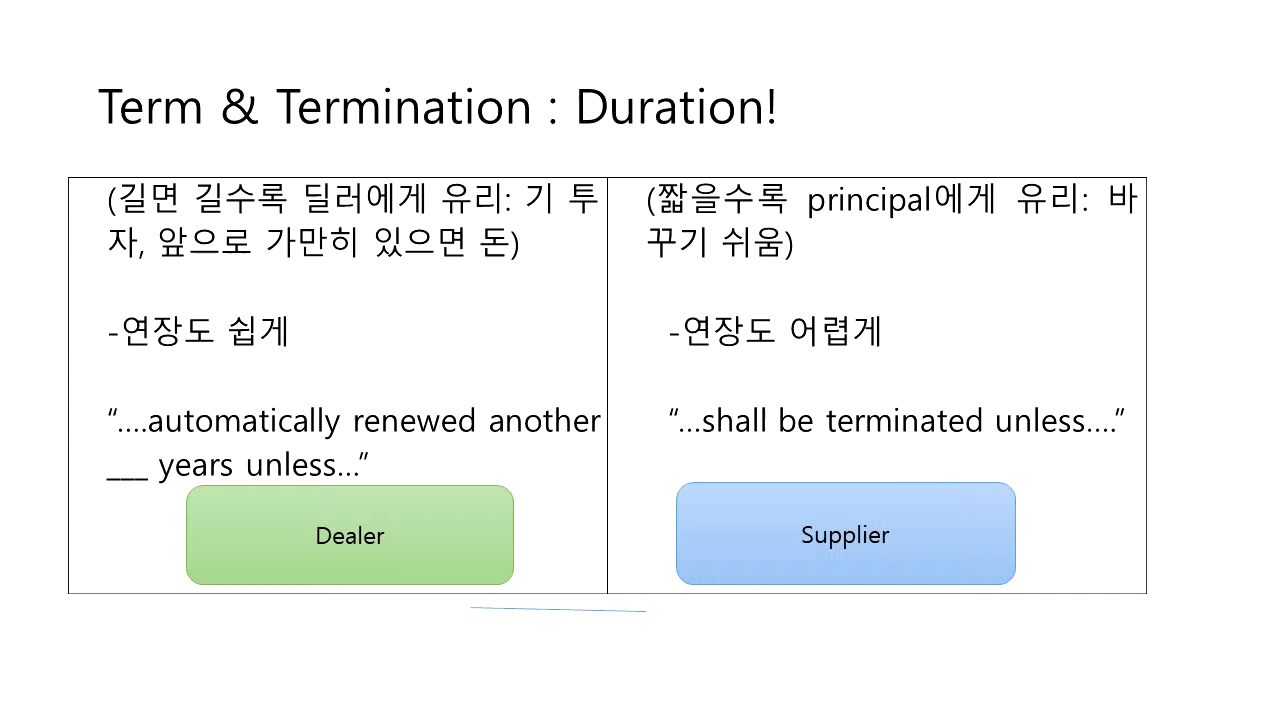 Term & Termination : Duration!
(길면 길수록 딜러에게 유리: 기 투
자, 앞으로 가만히 있으면 돈)
-연장도 쉽게
“….automatically renewed another
___ years unless…”
Dealer
(짧을수록 principal에게 유리: 바
꾸기 쉬움)
-연장도 어렵게
“…shall be terminated unless….”
Supplier